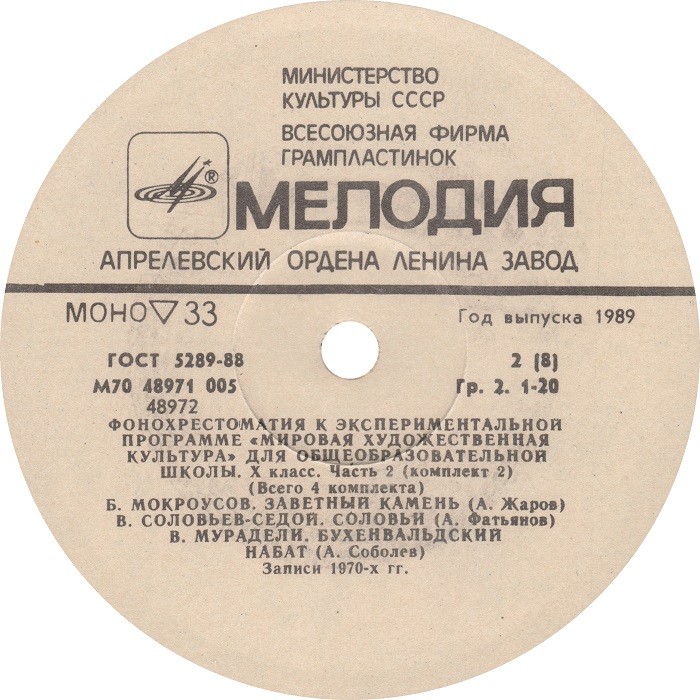 МИНИСТЕРСТВО
КУЛЬТУРЫ СССР
ВСЕСОЮЗНАЯ ФИРМА
ГРАМПЛАСТИНОК
®
МЕЛОДИЯ
АПРЕЛЕВСКИЙ ОРДЕНА ЛЕНИНА ЗАВОД
МОНО ▽ 33 Год выпуска 1989
ГОСТ 5289-88 2 (8)
М70 48971 005 Гр. 2. 1-20
48972
ФОНОХРЕСТОМАТИЯ К ЭКСПЕРИМЕНТАЛЬНОЙ
ПРОГРАММЕ «МИРОВАЯ ХУДОЖЕСТВЕННАЯ
КУЛЬТУРА» ДЛЯ ОБЩЕОБРАЗОВАТЕЛЬНОЙ
ШКОЛЫ. X класс. Часть 2 (комплект 2)
(Всего 4 комплекта)
Б. МОКРОУСОВ. ЗАВЕТНЫЙ КАМЕНЬ (А. Жаров)
В. СОЛОВЬЕВ-СЕДОЙ. СОЛОВЬИ (А. Фатьянов)
В. МУРАДЕЛИ. БУХЕНВАЛЬДСКИЙ
НАБАТ (А. Соболев)
Записи 1970-х гг.